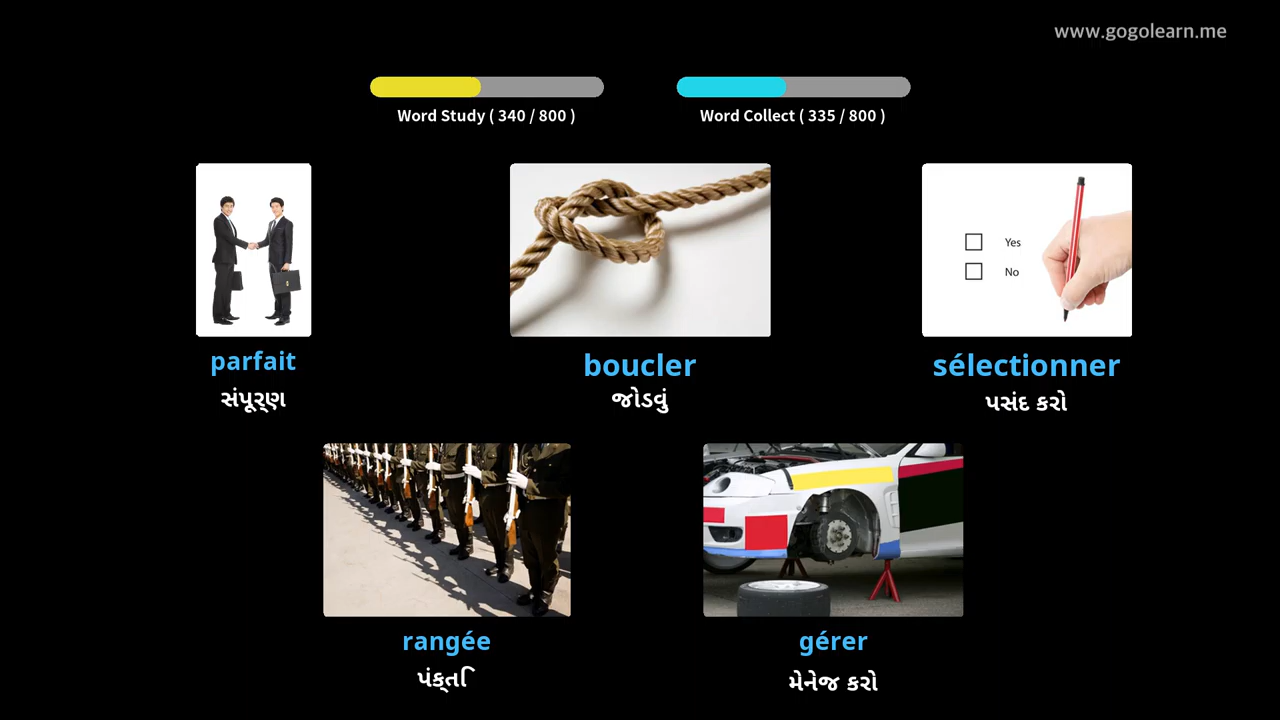 www.gogolearn.me
Word Study ( 340 / 800 )
Word Collect ( 335 / 800 )
Yes
No
parfait
boucler
sélectionner
સંપૂર્ણ
જોડવું
પસંદ કરો
rangée
gérer
પંક્તિ
મેનેજ કરો